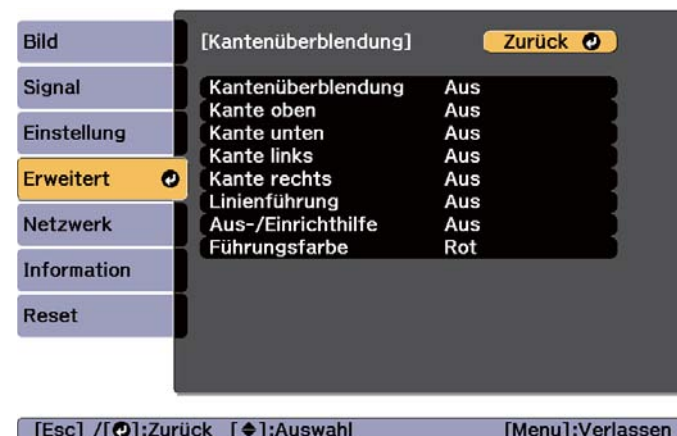 Bild
Signal
Einstellung
Erweitert
Netzwerk
Information
Reset
[Kantenüberblendung] Zurück
Kantenüberblendung Aus
Kante oben Aus
Kante unten Aus
Kante links Aus
Kante rechts Aus
Linienführung Aus
Aus-/Einrichthilfe Aus
Führungsfarbe Rot
[Esc] /[ ]:Zurück [ ]:Auswahl [Menu]:Verlassen